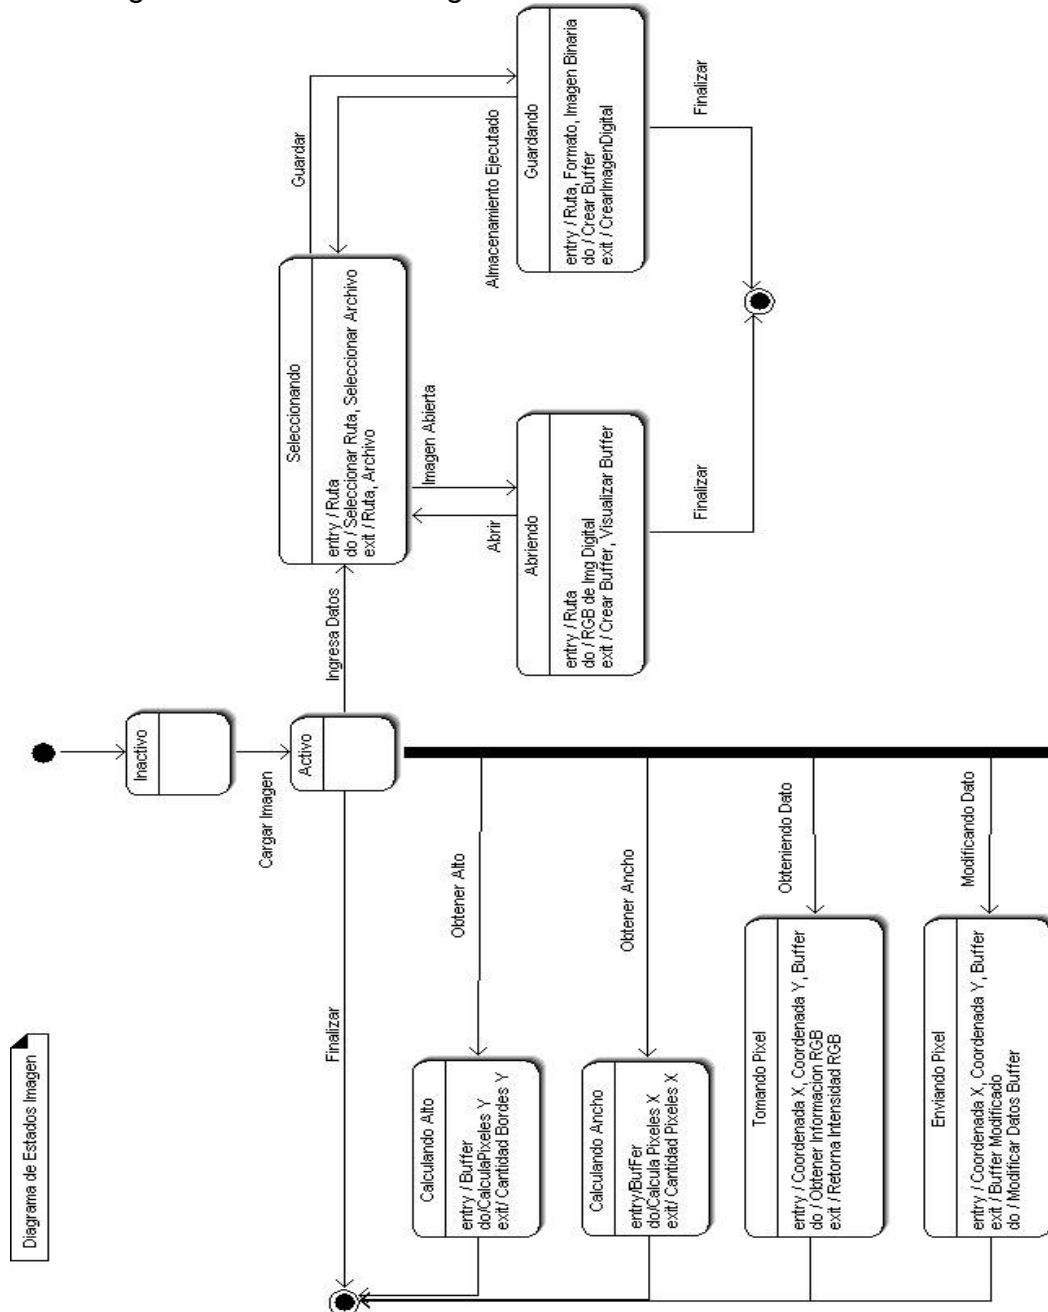 Diagrama de Estados Imagen
Inactivo
Cargar Imagen
Activo
Ingresa Datos
Finalizar
Seleccionando
entry / Ruta
do / Seleccionar Ruta, Seleccionar Archivo
exit / Ruta, Archivo
Guardar
Almacenamiento Ejecutado
Guardando
entry / Ruta, Formato, Imagen Binaria
do / Crear Buffer
exit / CrearImagenDigital
Finalizar
Abrir
Imagen Abierta
Abriendo
entry / Ruta
do / RGB de Img Digital
exit / Crear Buffer, Visualizar Buffer
Finalizar
Obtener Alto
Calculando Alto
entry / Buffer
do/CalculaPixeles Y
exit/ Cantidad Bordes Y
Obtener Ancho
Calculando Ancho
entry/BufFer
do/Calcula Pixeles X
exit/ Cantidad Pixeles X
Obteniendo Dato
Tomando Pixel
entry / Coordenada X, Coordenada Y, Buffer
do / Obtener Informacion RGB
exit / Retorna Intensidad RGB
Modificando Dato
Enviando Pixel
entry / Coordenada X, Coordenada Y, Buffer
exit / Buffer Modificado
do / Modificar Datos Buffer